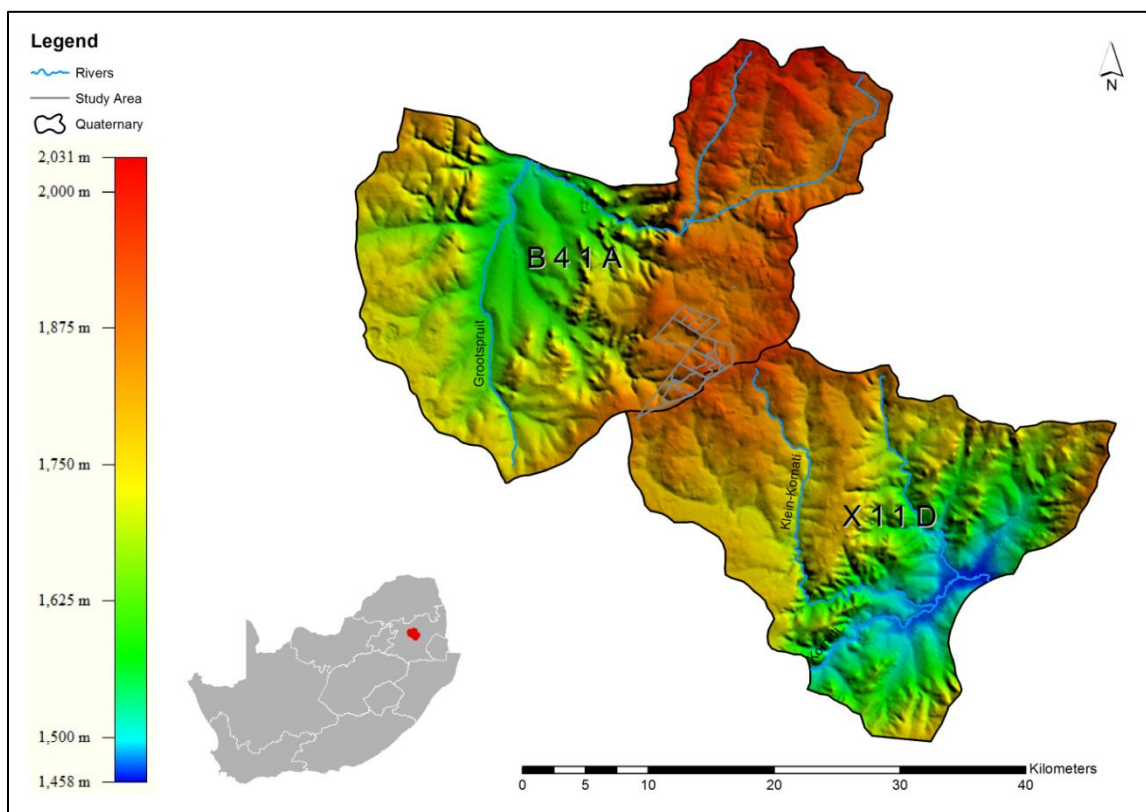 Legend
Rivers
Study Area
Quaternary
2,031 m
2,000 m
1,875 m
1,750 m
1,625 m
1,500 m
1,458 m
N
B 4 1 A
Grootspruit
Klein-Komati
X 1 1 D
0 5 10 20 30 40
Kilometers